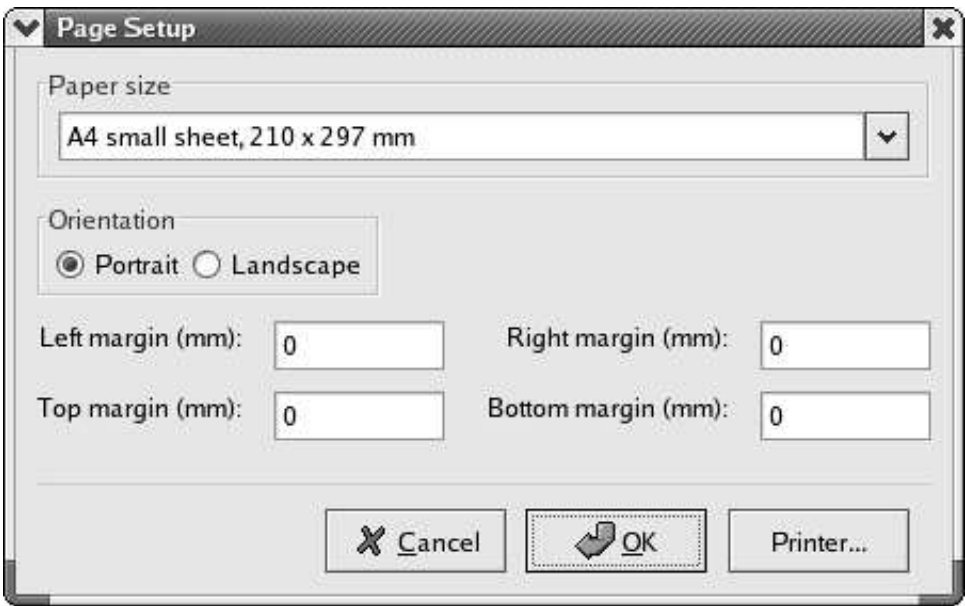 Page Setup
Paper size
A4 small sheet, 210 x 297 mm
Orientation
Portrait Landscape
Left margin (mm): 0 Right margin (mm): 0
Top margin (mm): 0 Bottom margin (mm): 0
Cancel OK Printer...